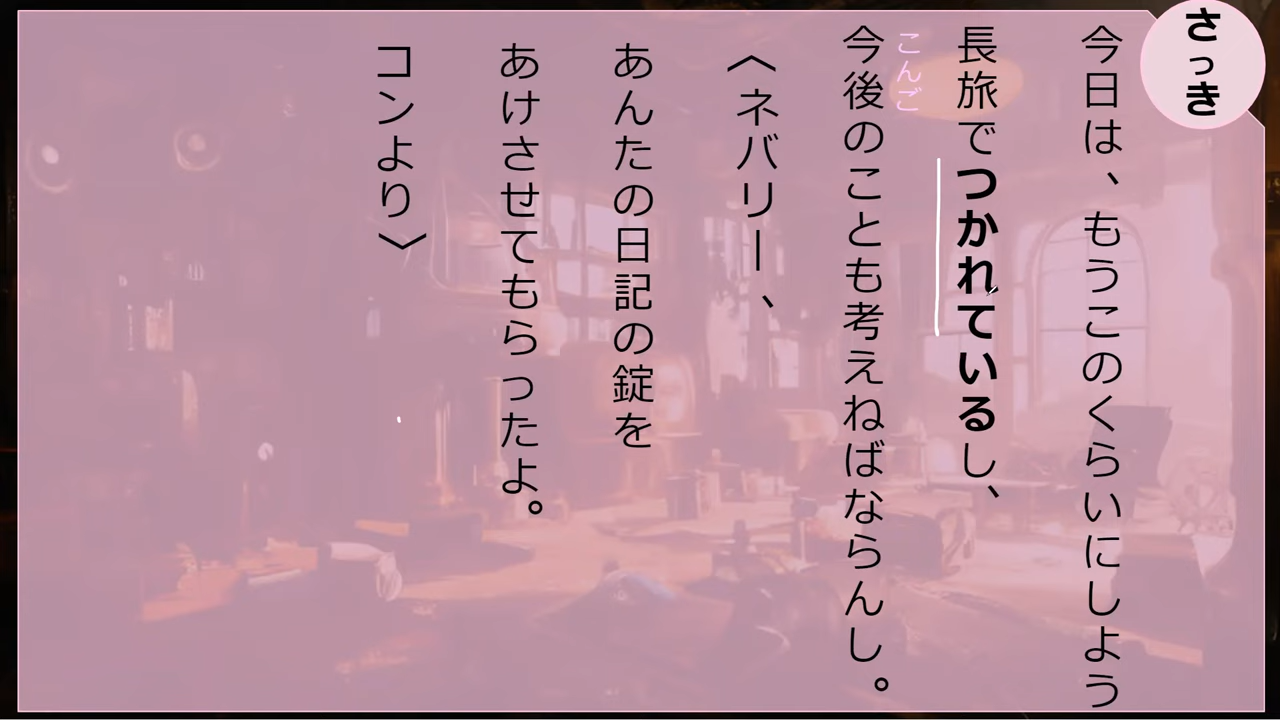 さっき
今日は、もうこのくらいにしよう
長旅でつかれているし、
こんご
今後のことも考えねばならんし。
〈ネバリー、
あんたの日記の錠を
あけさせてもらったよ。
コンより〉